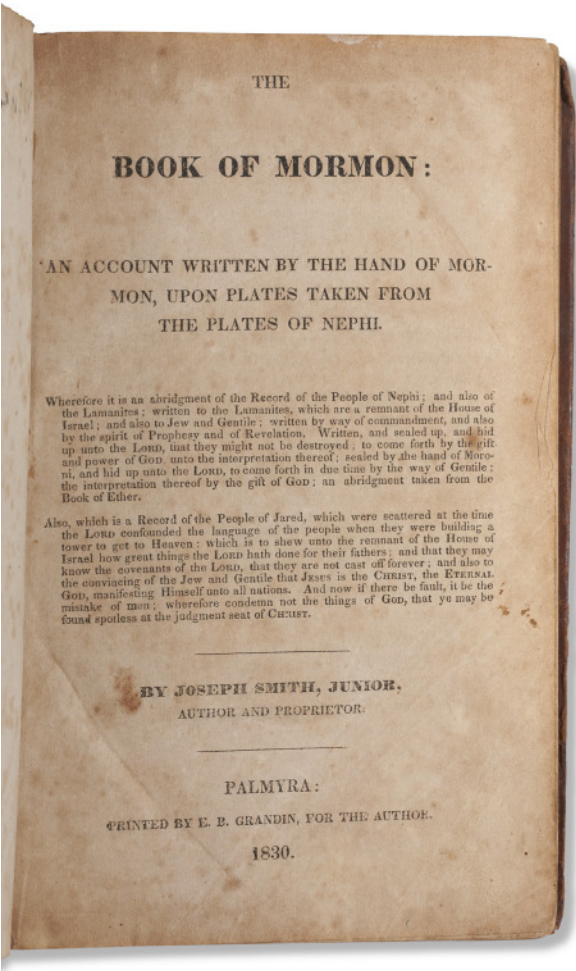 THE
BOOK OF MORMON:
AN ACCOUNT WRITTEN BY THE HAND OF MOR-
MON, UPON PLATES TAKEN FROM
THE PLATES OF NEPHI.
Wherefore it is an abridgment of the Record of the People of Nephi; and also of
the Lamanites; written to the Lamanites, which are a remnant of the House of
Israel; and also to Jew and Gentile; written by way of commandment, and also
by the spirit of Prophesy and of Revelation. Written, and sealed up, and hid
up unto the LORD, that they might not be destroyed; to come forth by the gift
and power of GOD, unto the interpretation thereof; sealed by the hand of Moro-
ni, and hid up unto the LORD, to come forth in due time by the way of Gentile;
the interpretation thereof by the gift of GOD; an abridgment taken from the
Book of Ether.
Also, which is a Record of the People of Jared, which were scattered at the time
the LORD confounded the language of the people when they were building a
tower to get to Heaven: which is to shew unto the remnant of the House of
Israel how great things the LORD hath done for their fathers; and that they may
know the covenants of the LORD, that they are not cast off forever; and also to
the convincing of the Jew and Gentile that JESUS is the CHRIST, the ETERNAL
GOD, manifesting Himself unto all nations. And now if there be fault, it be the
mistake of men; wherefore condemn not the things of GOD, that ye may be
found spotless at the judgment seat of CHRIST.
BY JOSEPH SMITH, JUNIOR,
AUTHOR AND PROPRIETOR.
PALMYRA:
PRINTED BY E. B. GRANDIN, FOR THE AUTHOR.
1830.